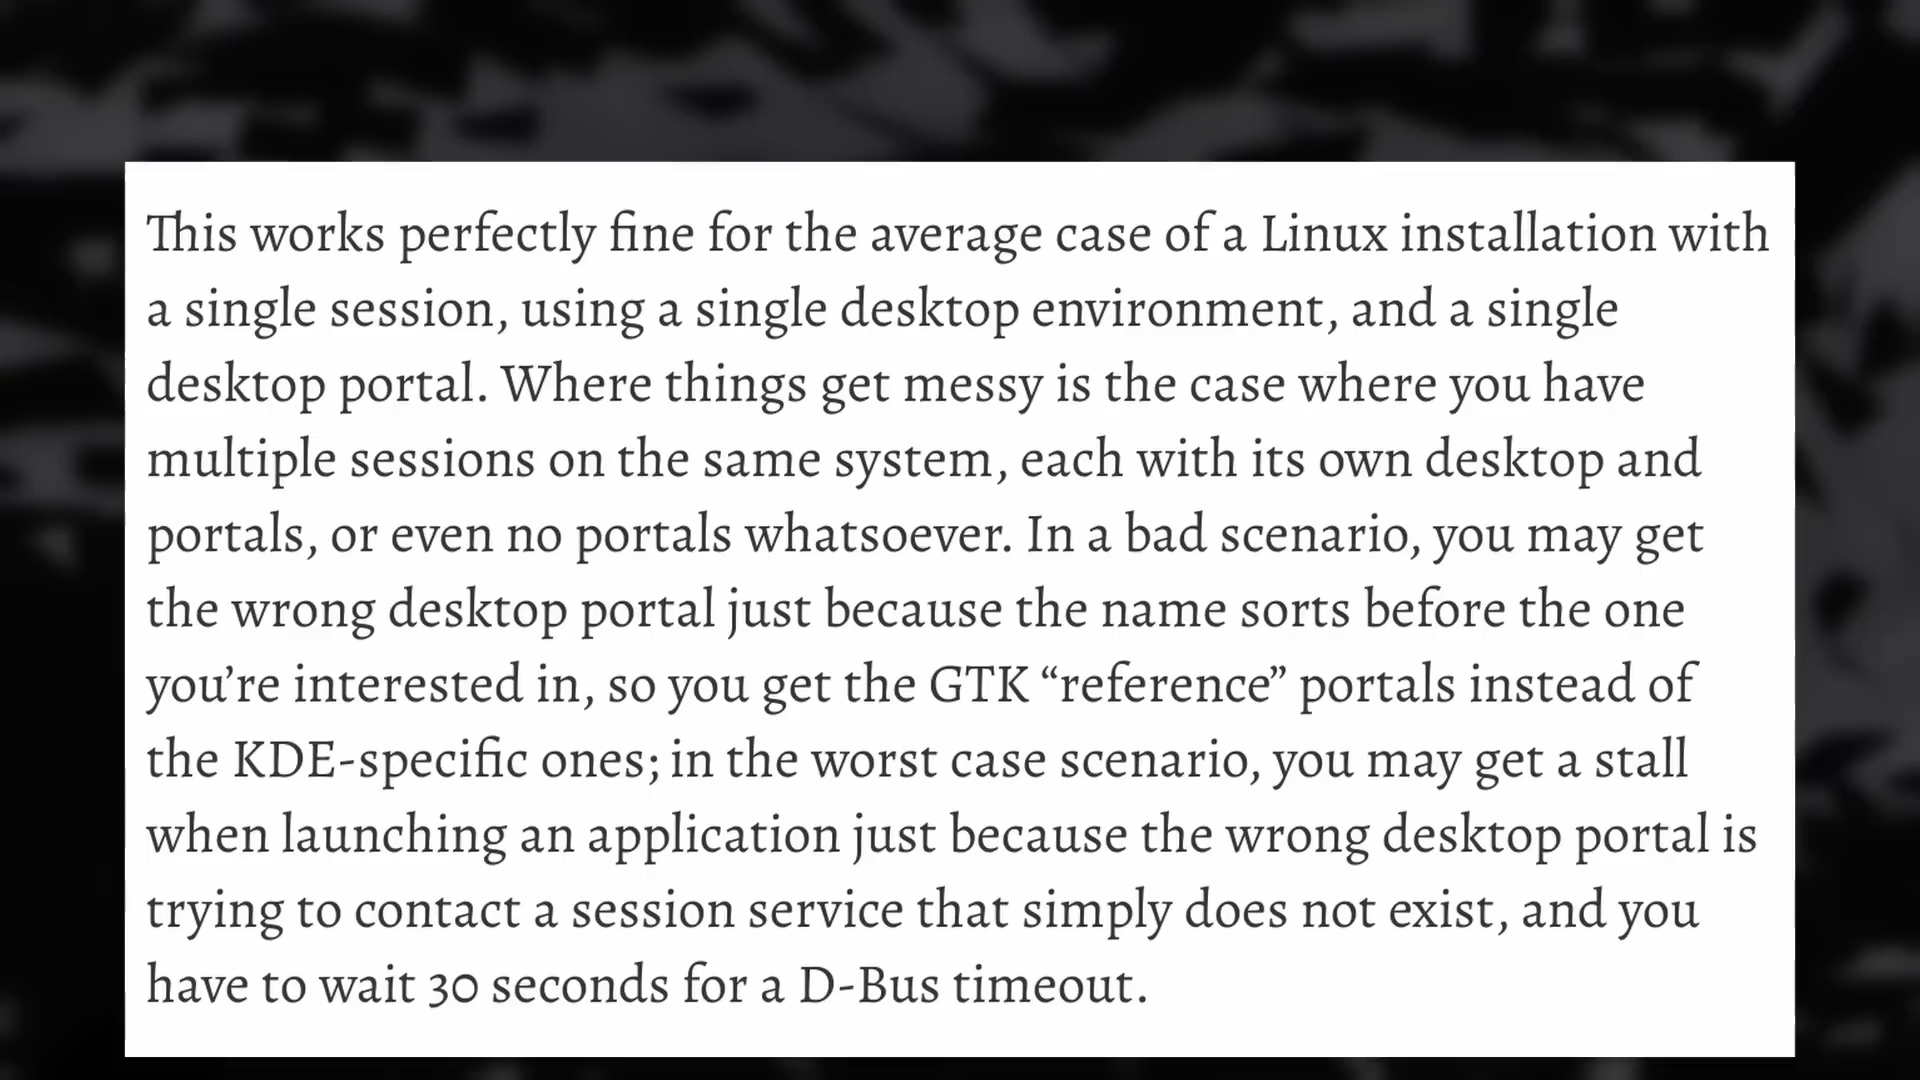 This works perfectly fine for the average case of a Linux installation with
a single session, using a single desktop environment, and a single
desktop portal. Where things get messy is the case where you have
multiple sessions on the same system, each with its own desktop and
portals, or even no portals whatsoever. In a bad scenario, you may get
the wrong desktop portal just because the name sorts before the one
you’re interested in, so you get the GTK “reference” portals instead of
the KDE-specific ones; in the worst case scenario, you may get a stall
when launching an application just because the wrong desktop portal is
trying to contact a session service that simply does not exist, and you
have to wait 30 seconds for a D-Bus timeout.